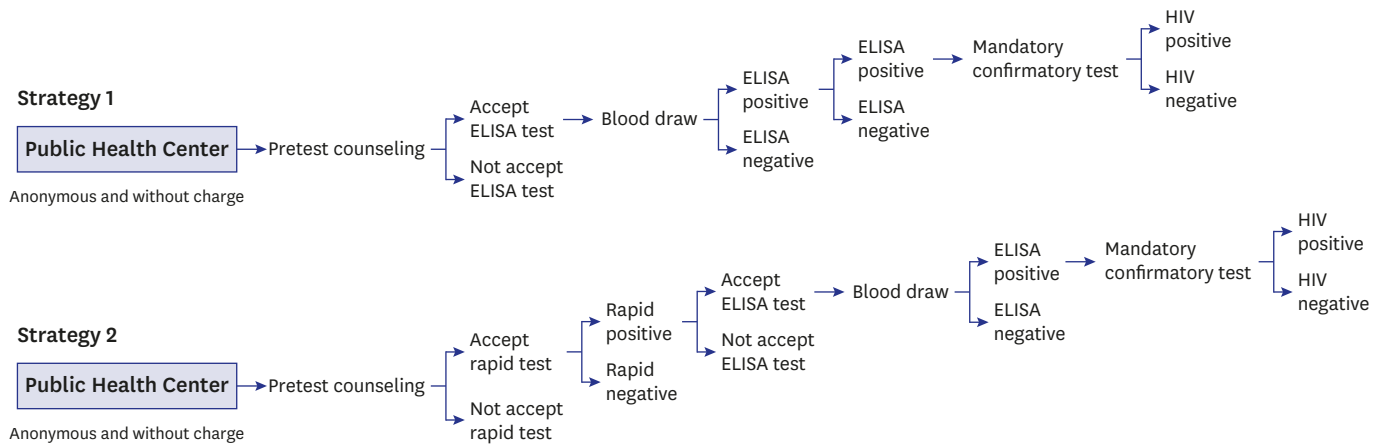 Strategy 1
Public Health Center
Anonymous and without charge
Pretest counseling
Accept
ELISA test
Not accept
ELISA test
Blood draw
ELISA
positive
ELISA
negative
ELISA
positive
ELISA
negative
Mandatory
confirmatory test
HIV
positive
HIV
negative
Strategy 2
Public Health Center
Anonymous and without charge
Pretest counseling
Accept
rapid test
Not accept
rapid test
Rapid
positive
Rapid
negative
Accept
ELISA test
Not accept
ELISA test
Blood draw
ELISA
positive
ELISA
negative
Mandatory
confirmatory test
HIV
positive
HIV
negative